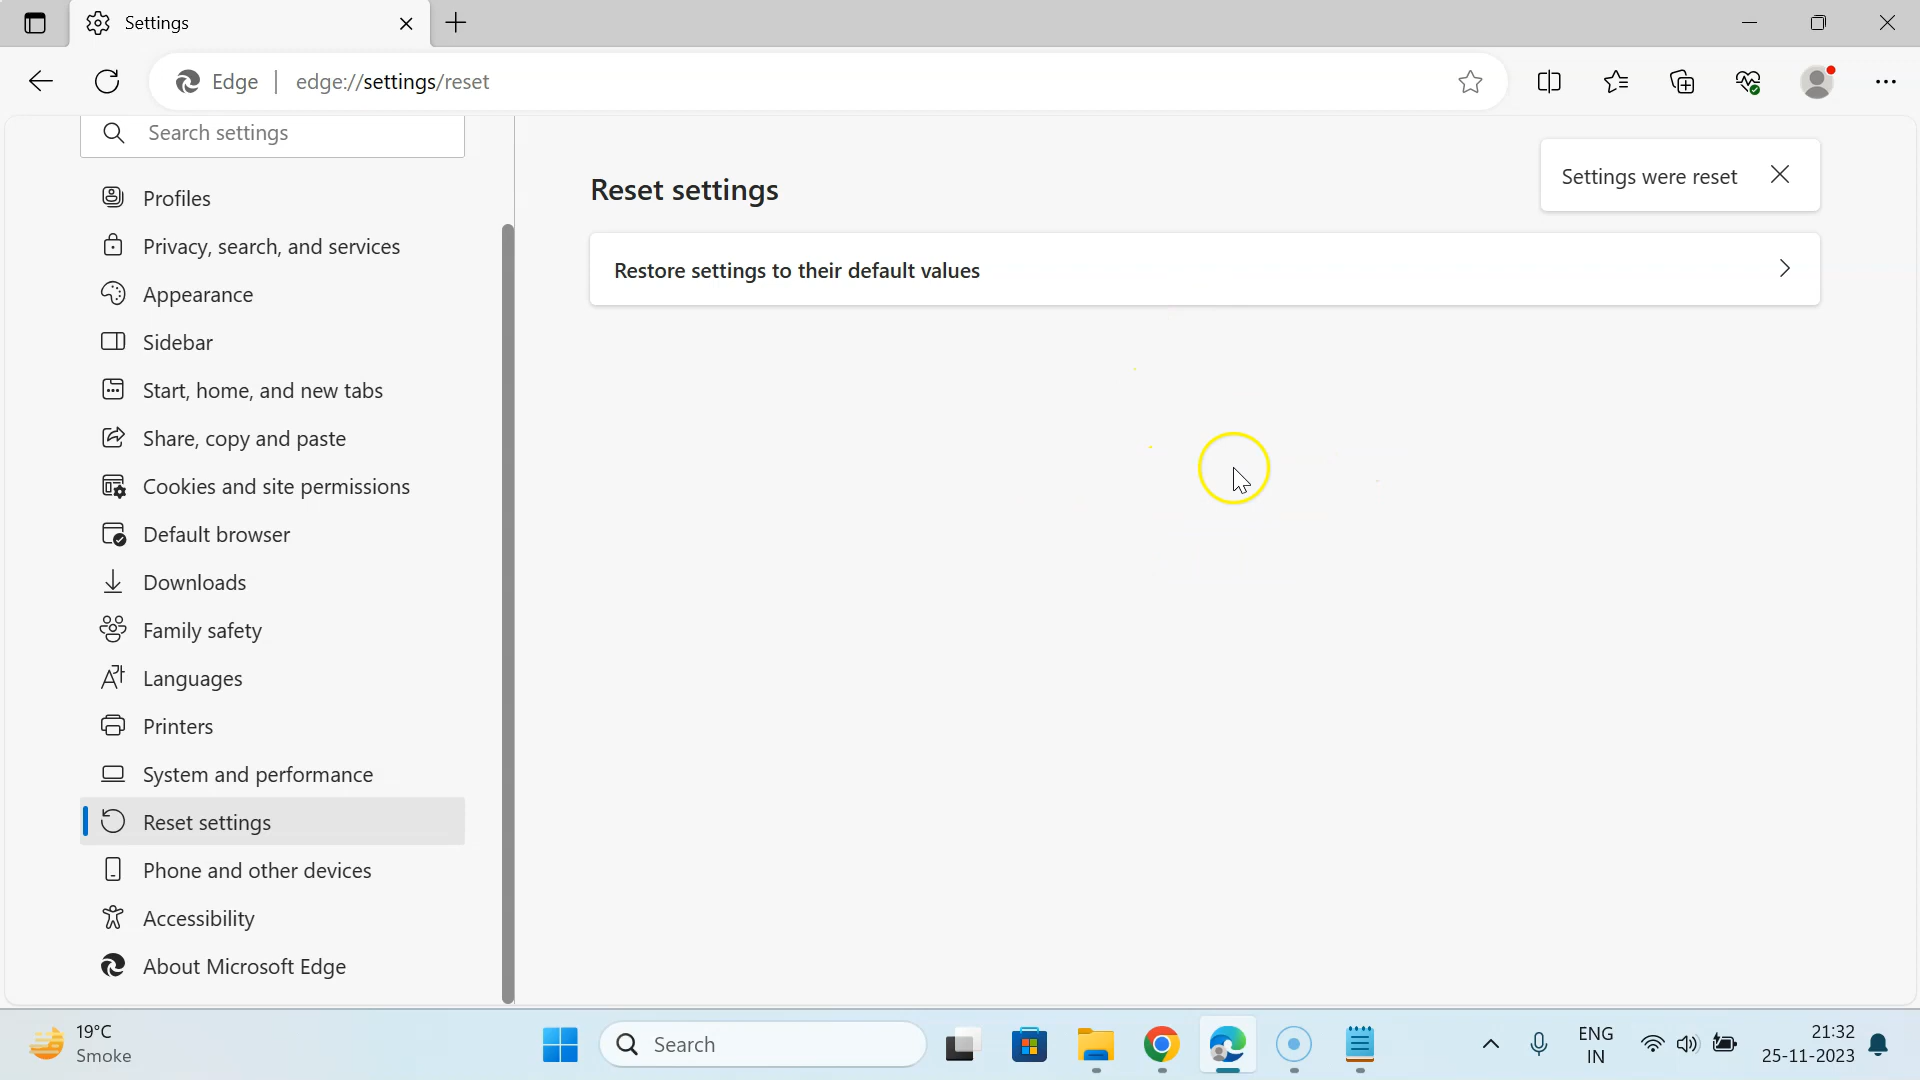 Settings
Edge
edge://settings/reset
Search settings
Profiles
Privacy, search, and services
Appearance
Sidebar
Start, home, and new tabs
Share, copy and paste
Cookies and site permissions
Default browser
Downloads
Family safety
Languages
Printers
System and performance
Reset settings
Phone and other devices
Accessibility
About Microsoft Edge
Reset settings
Settings were reset
Restore settings to their default values
19°C
Smoke
Search
ENG
IN
21:32
25-11-2023